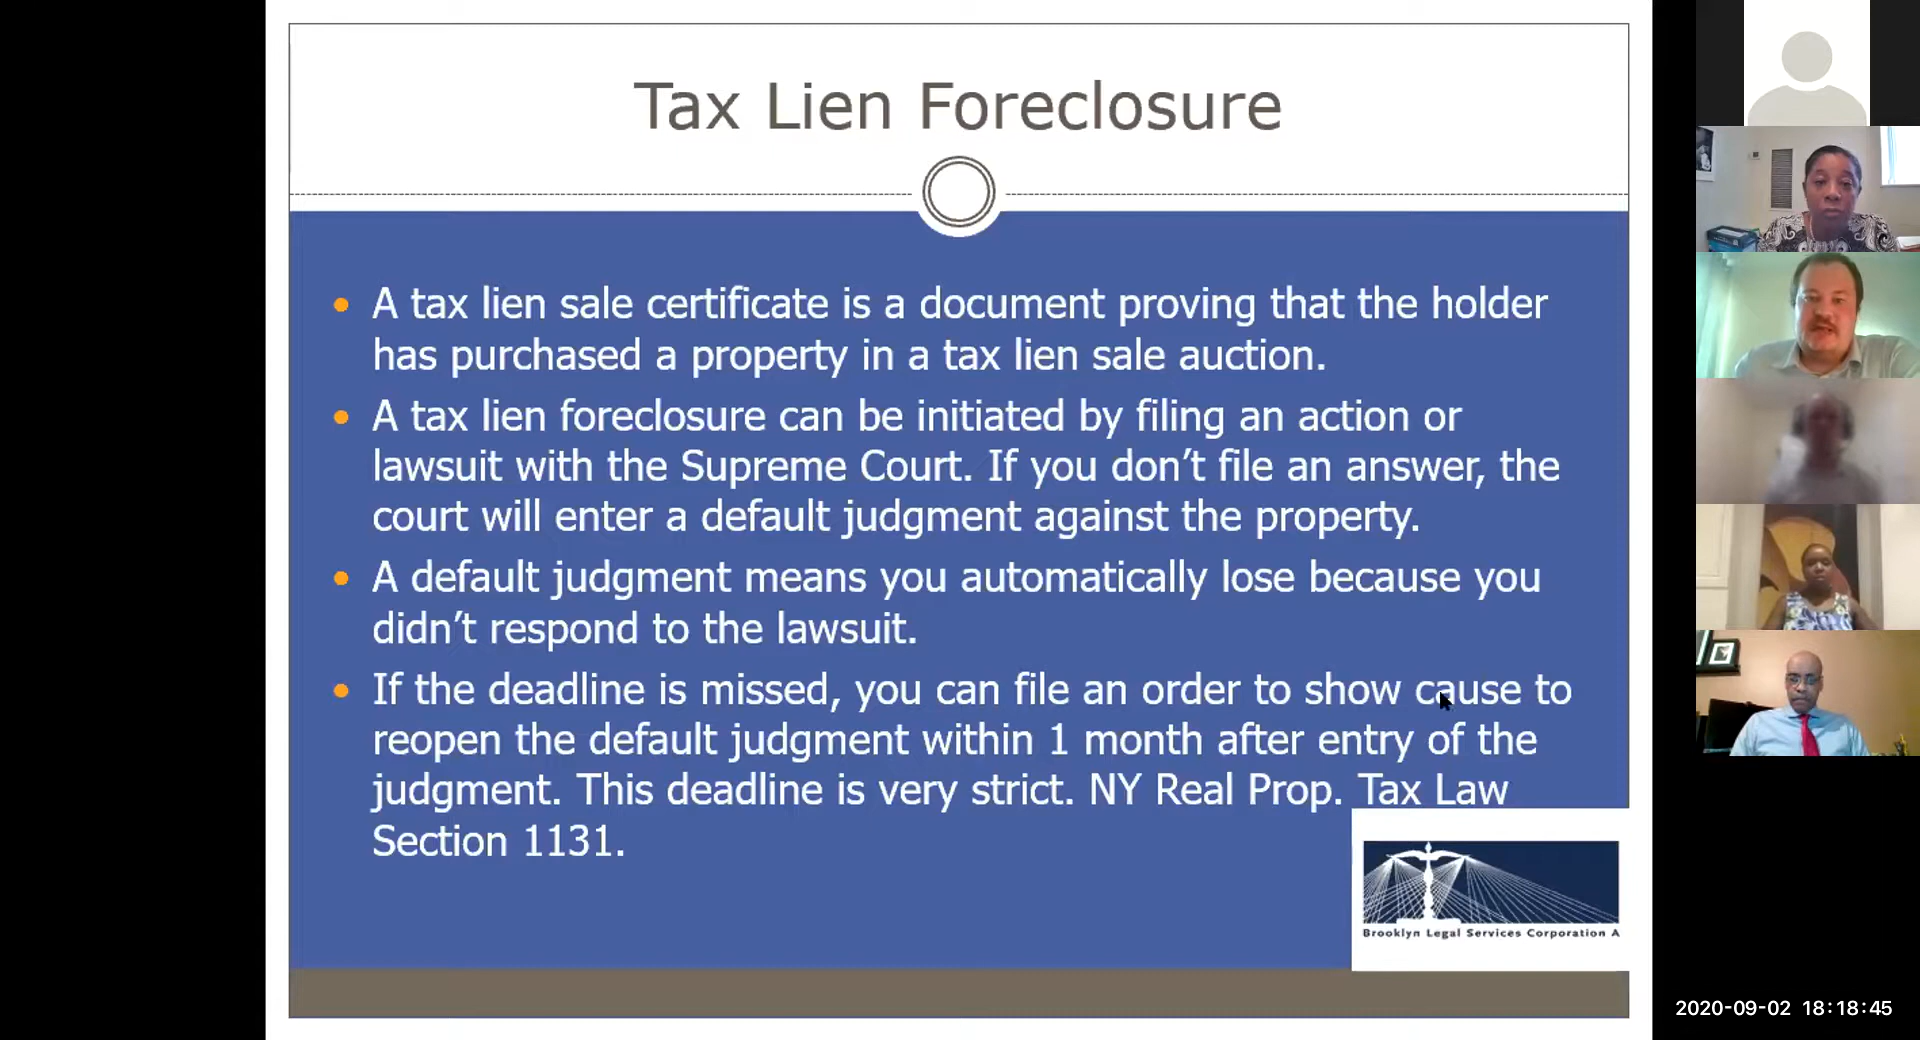 Tax Lien Foreclosure
A tax lien sale certificate is a document proving that the holder
has purchased a property in a tax lien sale auction.
A tax lien foreclosure can be initiated by filing an action or
lawsuit with the Supreme Court. If you don’t file an answer, the
court will enter a default judgment against the property.
A default judgment means you automatically lose because you
didn’t respond to the lawsuit.
If the deadline is missed, you can file an order to show cause to
reopen the default judgment within 1 month after entry of the
judgment. This deadline is very strict. NY Real Prop. Tax Law
Section 1131.
Brooklyn Legal Services Corporation A
2020-09-02 18:18:45